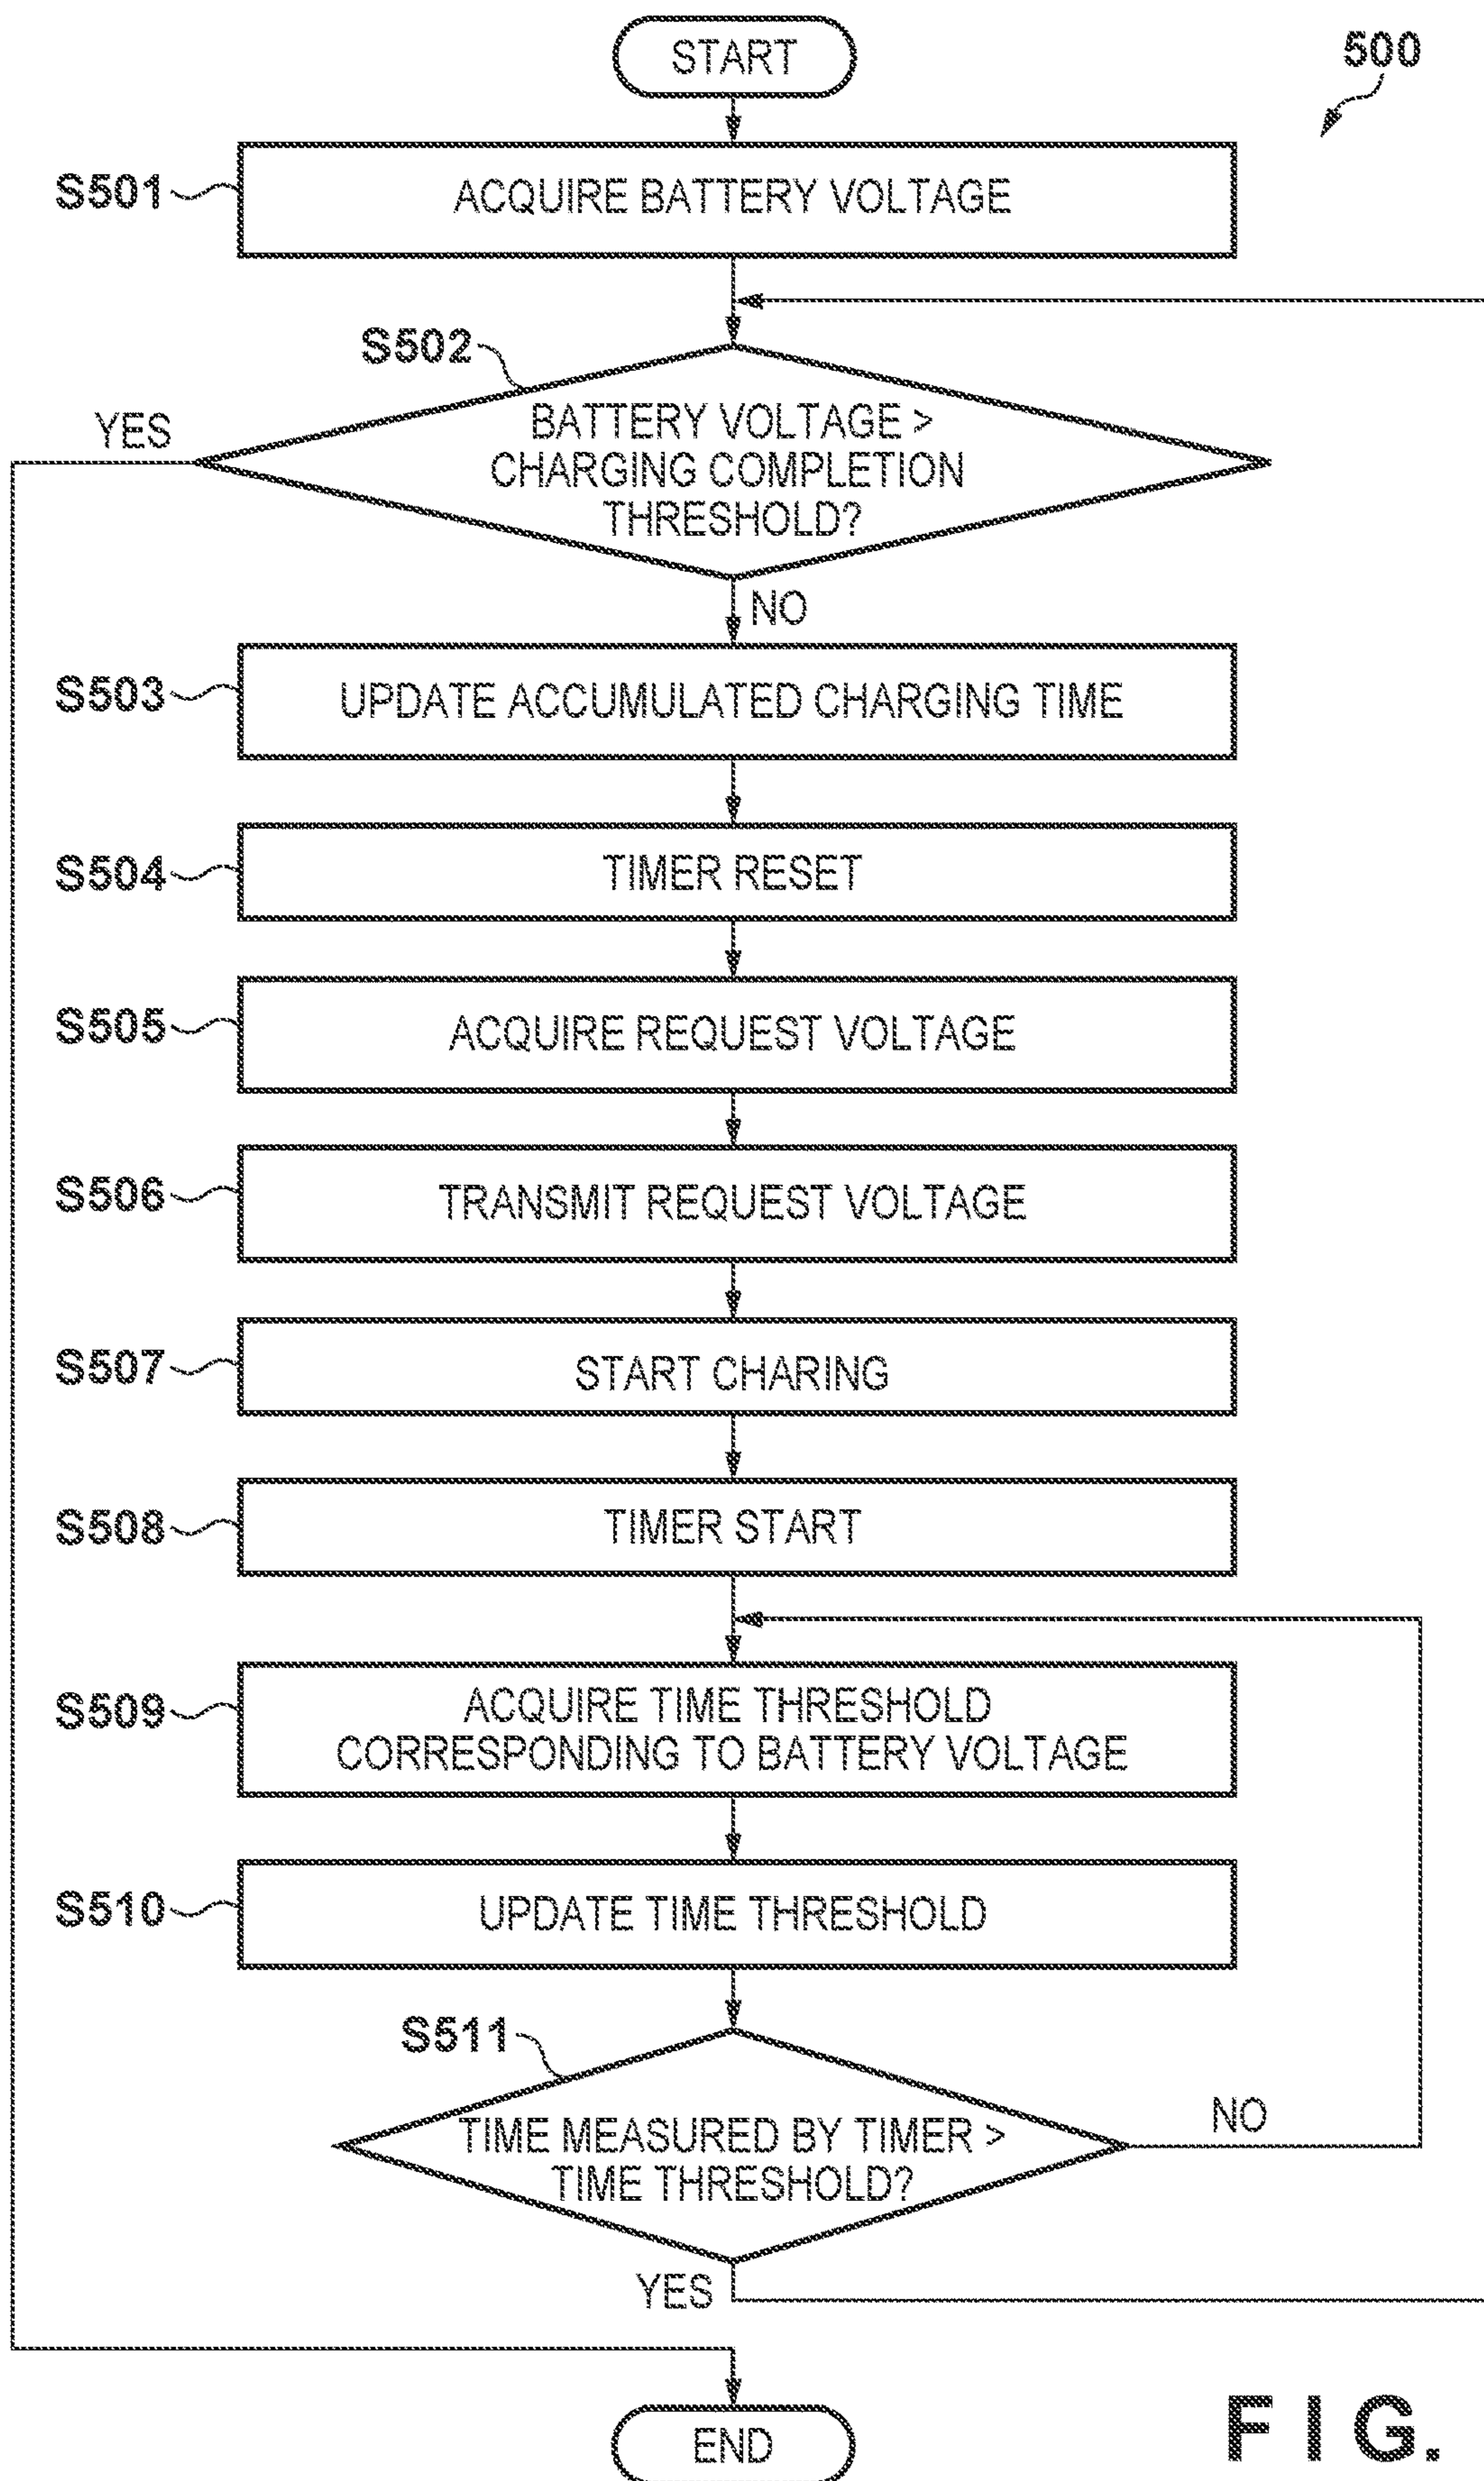 START
500
S501
ACQUIRE BATTERY VOLTAGE
S502
YES
BATTERY VOLTAGE >
CHARGING COMPLETION
THRESHOLD?
NO
S503
UPDATE ACCUMULATED CHARGING TIME
S504
TIMER RESET
S505
ACQUIRE REQUEST VOLTAGE
S506
TRANSMIT REQUEST VOLTAGE
S507
START CHARING
S508
TIMER START
S509
ACQUIRE TIME THRESHOLD
CORRESPONDING TO BATTERY VOLTAGE
S510
UPDATE TIME THRESHOLD
S511
TIME MEASURED BY TIMER >
TIME THRESHOLD?
NO
YES
END
FIG.